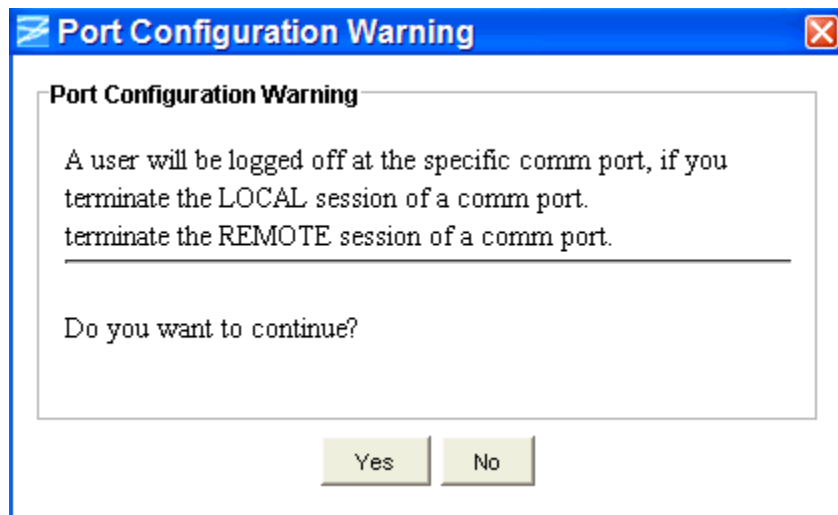 Port Configuration Warning
Port Configuration Warning
A user will be logged off at the specific comm port, if you
terminate the LOCAL session of a comm port.
terminate the REMOTE session of a comm port.
Do you want to continue?
Yes
No